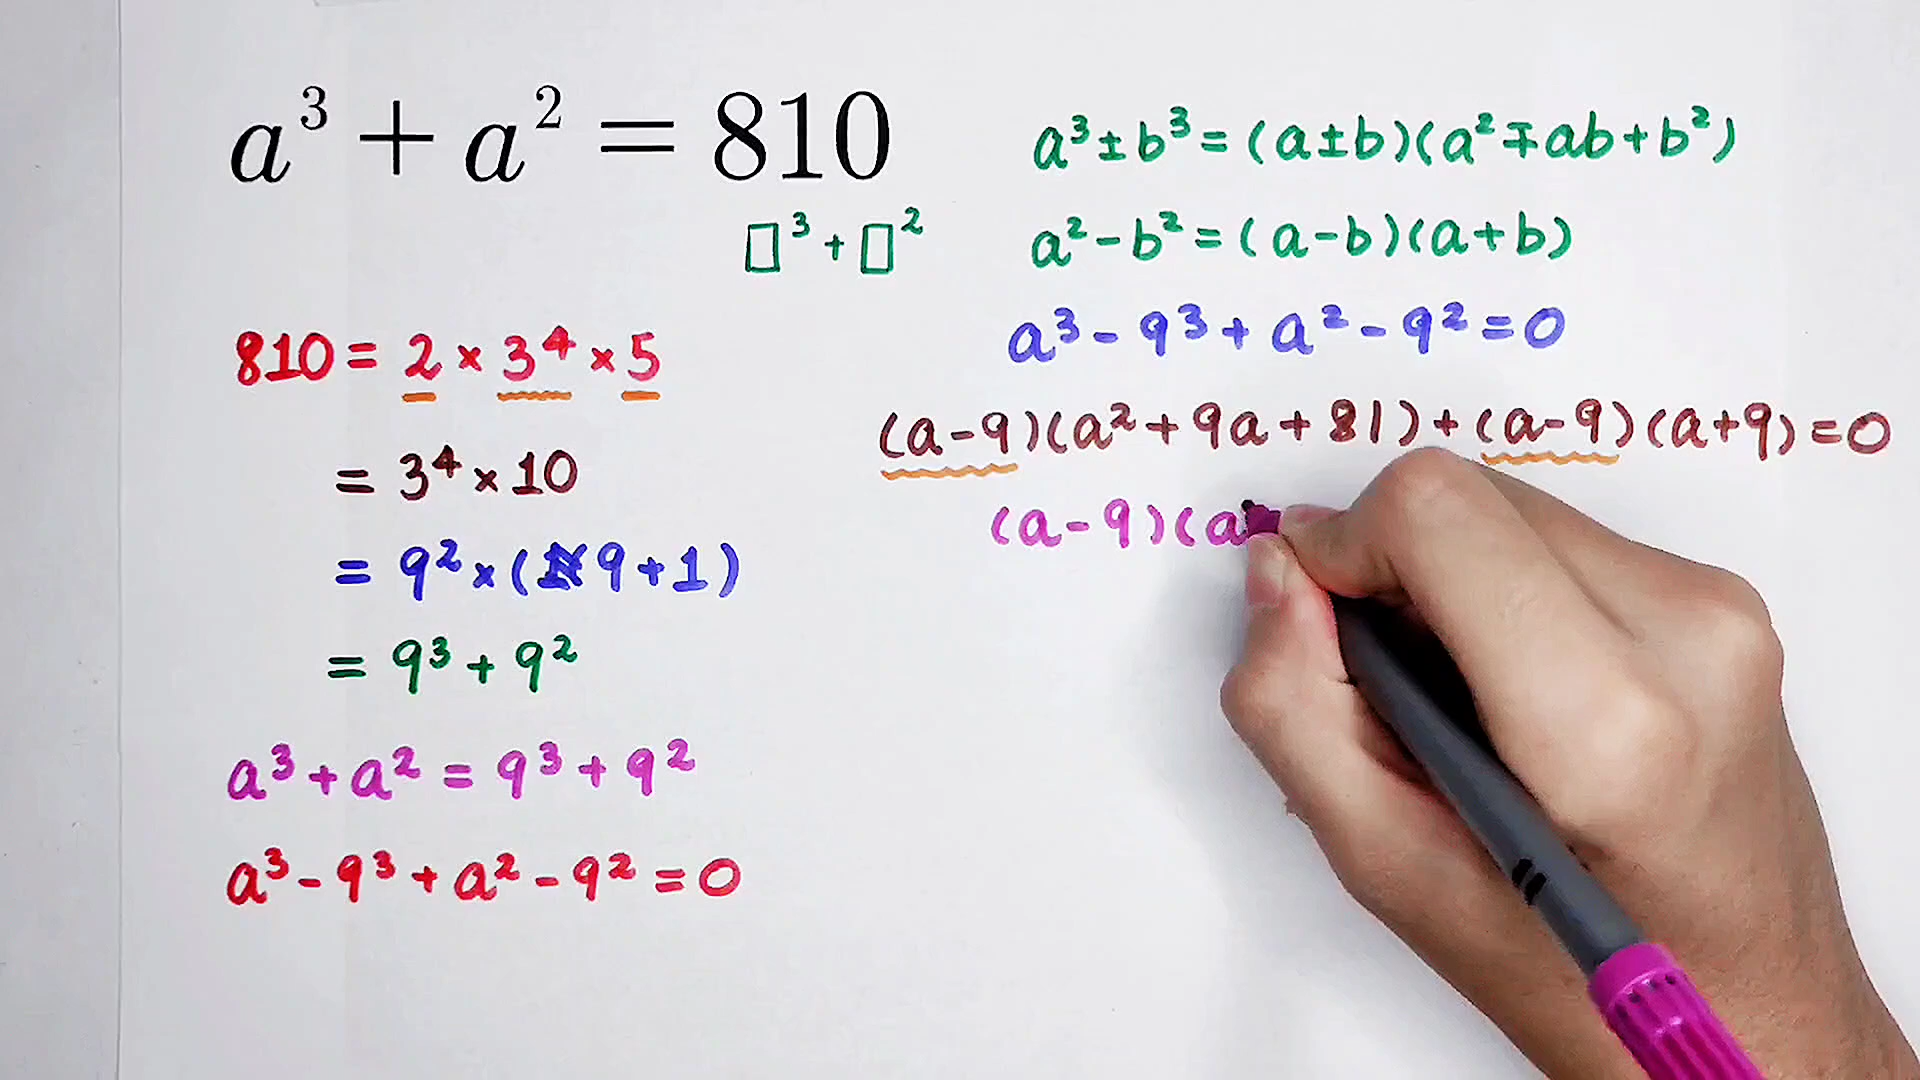 a³ + a² = 810
□³ + □²
810 = 2 × 3⁴ × 5
= 3⁴ × 10
= 9² × (9 + 1)
= 9³ + 9²
a³ + a² = 9³ + 9²
a³ - 9³ + a² - 9² = 0
a³ ± b³ = (a ± b)(a² ∓ ab + b²)
a² - b² = (a - b)(a + b)
a³ - 9³ + a² - 9² = 0
(a - 9)(a² + 9a + 81) + (a - 9)(a + 9) = 0
(a - 9)(a